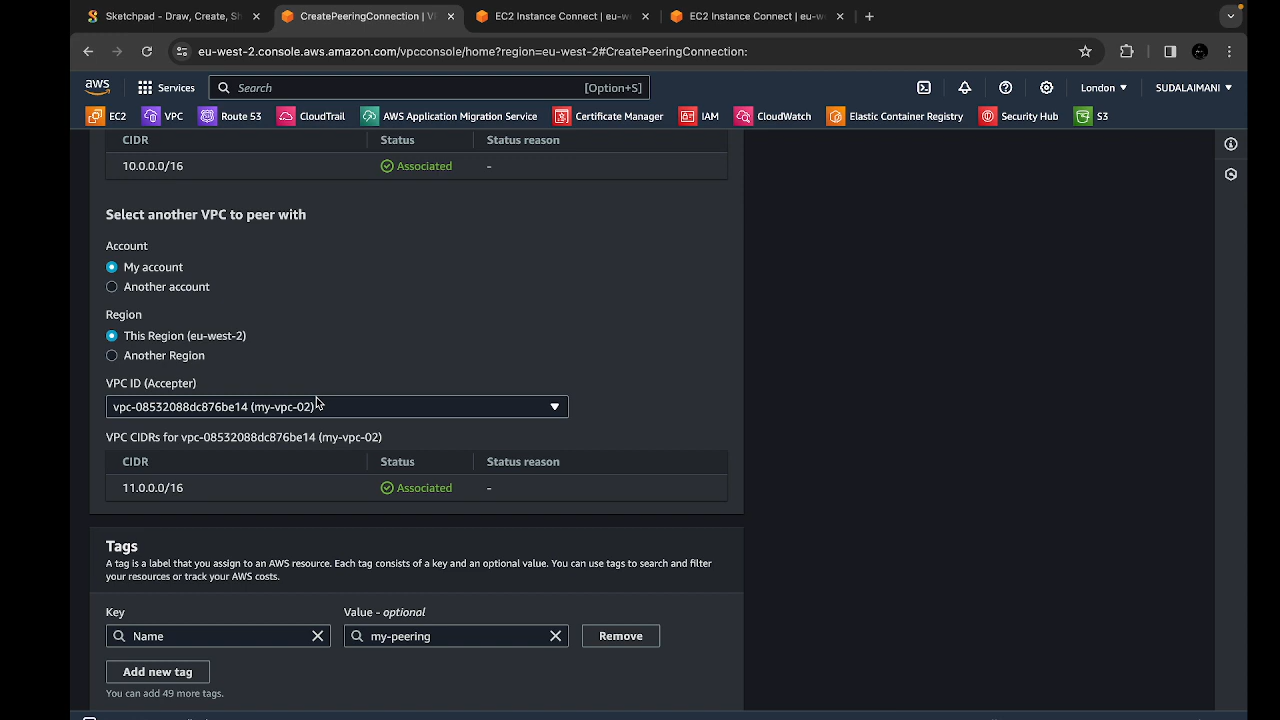 Sketchpad - Draw, Create, Sh
CreatePeeringConnection | V
EC2 Instance Connect | eu-w
EC2 Instance Connect | eu-w
eu-west-2.console.aws.amazon.com/vpcconsole/home?region=eu-west-2#CreatePeeringConnection:
aws
Services
Search
[Option+S]
London
SUDALAIMANI
EC2
VPC
Route 53
CloudTrail
AWS Application Migration Service
Certificate Manager
IAM
CloudWatch
Elastic Container Registry
Security Hub
S3
CIDR Status Status reason
10.0.0.0/16 Associated -
Select another VPC to peer with
Account
My account
Another account
Region
This Region (eu-west-2)
Another Region
VPC ID (Accepter)
vpc-08532088dc876be14 (my-vpc-02)
VPC CIDRs for vpc-08532088dc876be14 (my-vpc-02)
CIDR Status Status reason
11.0.0.0/16 Associated -
Tags
A tag is a label that you assign to an AWS resource. Each tag consists of a key and an optional value. You can use tags to search and filter
your resources or track your AWS costs.
Key Value - optional
Name my-peering Remove
Add new tag
You can add 49 more tags.